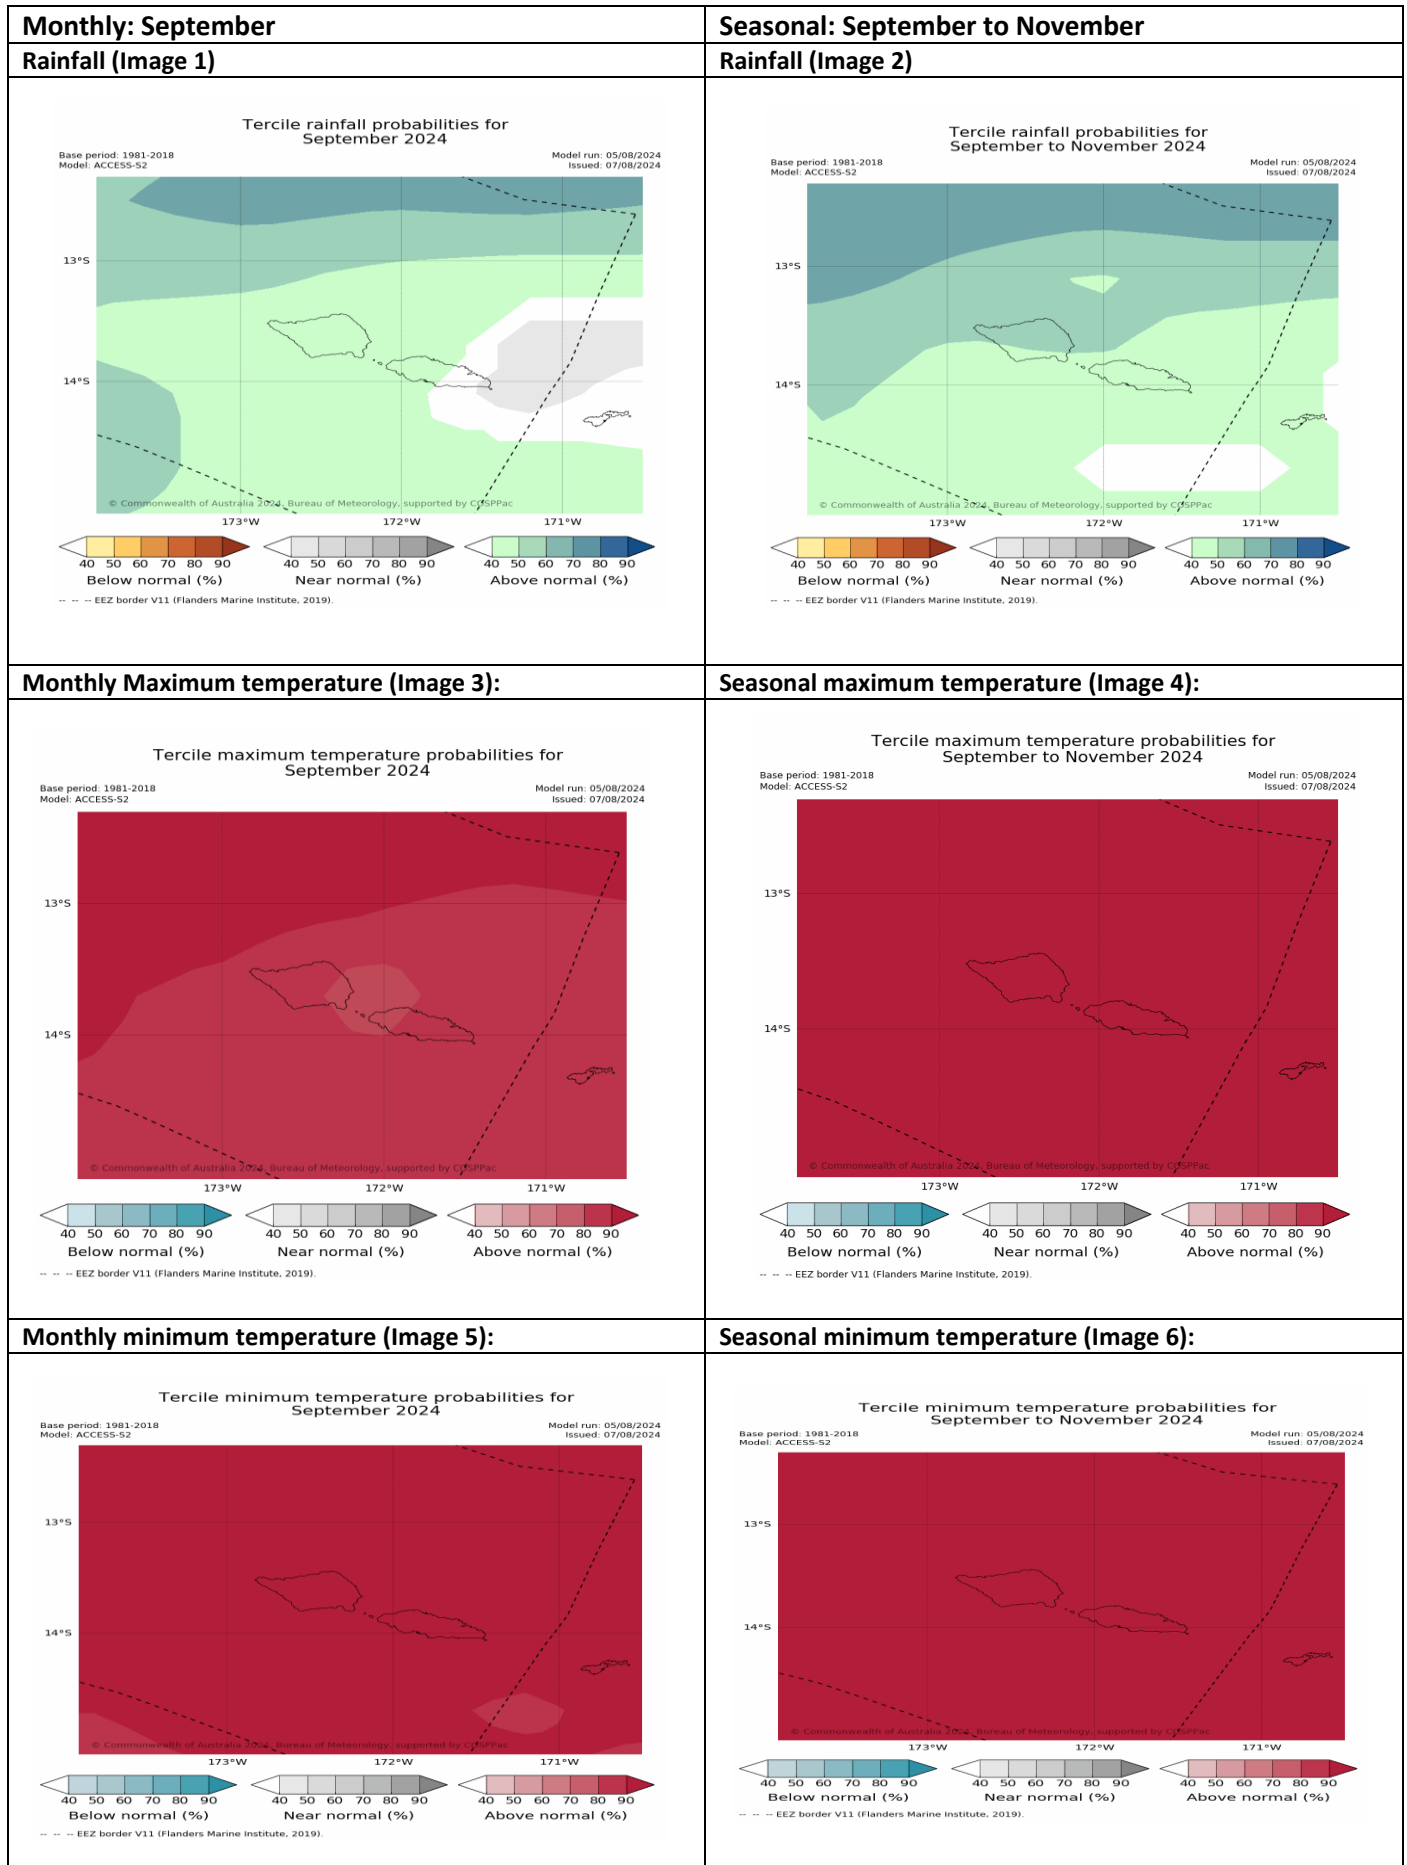 Monthly: September
Seasonal: September to November
Rainfall (Image 1)
Rainfall (Image 2)
Tercile rainfall probabilities for
September 2024
Base period: 1981-2018
Model: ACCESS-S2
Model run: 05/08/2024
Issued: 07/08/2024
13°S
14°S
© Commonwealth of Australia 2024, Bureau of Meteorology, supported by COSPPac
173°W 172°W 171°W
40 50 60 70 80 90 40 50 60 70 80 90 40 50 60 70 80 90
Below normal (%) Near normal (%) Above normal (%)
-- -- -- EEZ border V11 (Flanders Marine Institute, 2019).
Tercile rainfall probabilities for
September to November 2024
Base period: 1981-2018
Model: ACCESS-S2
Model run: 05/08/2024
Issued: 07/08/2024
13°S
14°S
© Commonwealth of Australia 2024, Bureau of Meteorology, supported by COSPPac
173°W 172°W 171°W
40 50 60 70 80 90 40 50 60 70 80 90 40 50 60 70 80 90
Below normal (%) Near normal (%) Above normal (%)
-- -- -- EEZ border V11 (Flanders Marine Institute, 2019).
Monthly Maximum temperature (Image 3):
Seasonal maximum temperature (Image 4):
Tercile maximum temperature probabilities for
September 2024
Base period: 1981-2018
Model: ACCESS-S2
Model run: 05/08/2024
Issued: 07/08/2024
13°S
14°S
© Commonwealth of Australia 2024, Bureau of Meteorology, supported by COSPPac
173°W 172°W 171°W
40 50 60 70 80 90 40 50 60 70 80 90 40 50 60 70 80 90
Below normal (%) Near normal (%) Above normal (%)
-- -- -- EEZ border V11 (Flanders Marine Institute, 2019).
Tercile maximum temperature probabilities for
September to November 2024
Base period: 1981-2018
Model: ACCESS-S2
Model run: 05/08/2024
Issued: 07/08/2024
13°S
14°S
© Commonwealth of Australia 2024, Bureau of Meteorology, supported by COSPPac
173°W 172°W 171°W
40 50 60 70 80 90 40 50 60 70 80 90 40 50 60 70 80 90
Below normal (%) Near normal (%) Above normal (%)
-- -- -- EEZ border V11 (Flanders Marine Institute, 2019).
Monthly minimum temperature (Image 5):
Seasonal minimum temperature (Image 6):
Tercile minimum temperature probabilities for
September 2024
Base period: 1981-2018
Model: ACCESS-S2
Model run: 05/08/2024
Issued: 07/08/2024
13°S
14°S
© Commonwealth of Australia 2024, Bureau of Meteorology, supported by COSPPac
173°W 172°W 171°W
40 50 60 70 80 90 40 50 60 70 80 90 40 50 60 70 80 90
Below normal (%) Near normal (%) Above normal (%)
-- -- -- EEZ border V11 (Flanders Marine Institute, 2019).
Tercile minimum temperature probabilities for
September to November 2024
Base period: 1981-2018
Model: ACCESS-S2
Model run: 05/08/2024
Issued: 07/08/2024
13°S
14°S
© Commonwealth of Australia 2024, Bureau of Meteorology, supported by COSPPac
173°W 172°W 171°W
40 50 60 70 80 90 40 50 60 70 80 90 40 50 60 70 80 90
Below normal (%) Near normal (%) Above normal (%)
-- -- -- EEZ border V11 (Flanders Marine Institute, 2019).